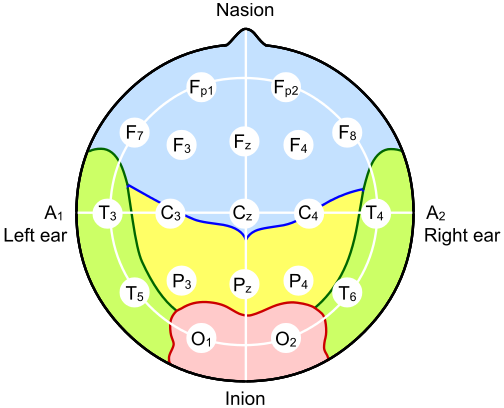 Nasion
Fp1 Fp2
F7 F3 Fz F4 F8
A1 T3 C3 Cz C4 T4 A2
Left ear Right ear
T5 P3 Pz P4 T6
O1 O2
Inion